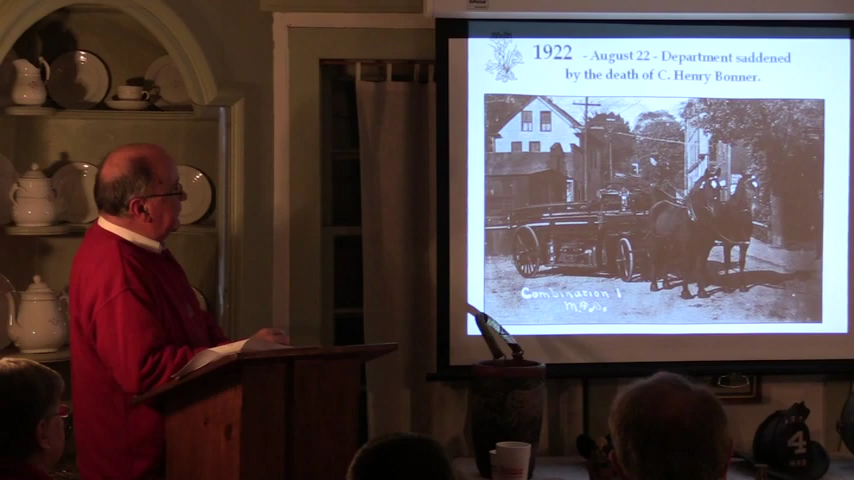 1922 - August 22 - Department saddened
by the death of C. Henry Bonner.
Combination 1
M.F.D.
4